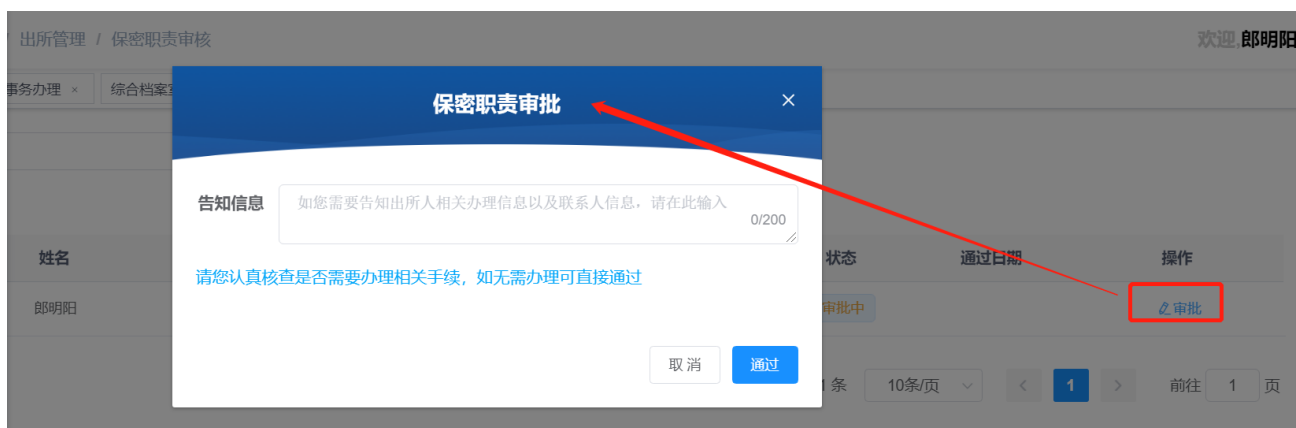 / 出所管理 / 保密职责审核
欢迎,郎明阳
事务办理 ×
综合档案室
保密职责审批 ×
告知信息
如您需要告知出所人相关办理信息以及联系人信息，请在此输入
0/200
请您认真核查是否需要办理相关手续，如无需办理可直接通过
取 消
通过
姓名
状态
通过日期
操作
郎明阳
审批中
审批
条
10条/页
<
1
>
前往
1
页